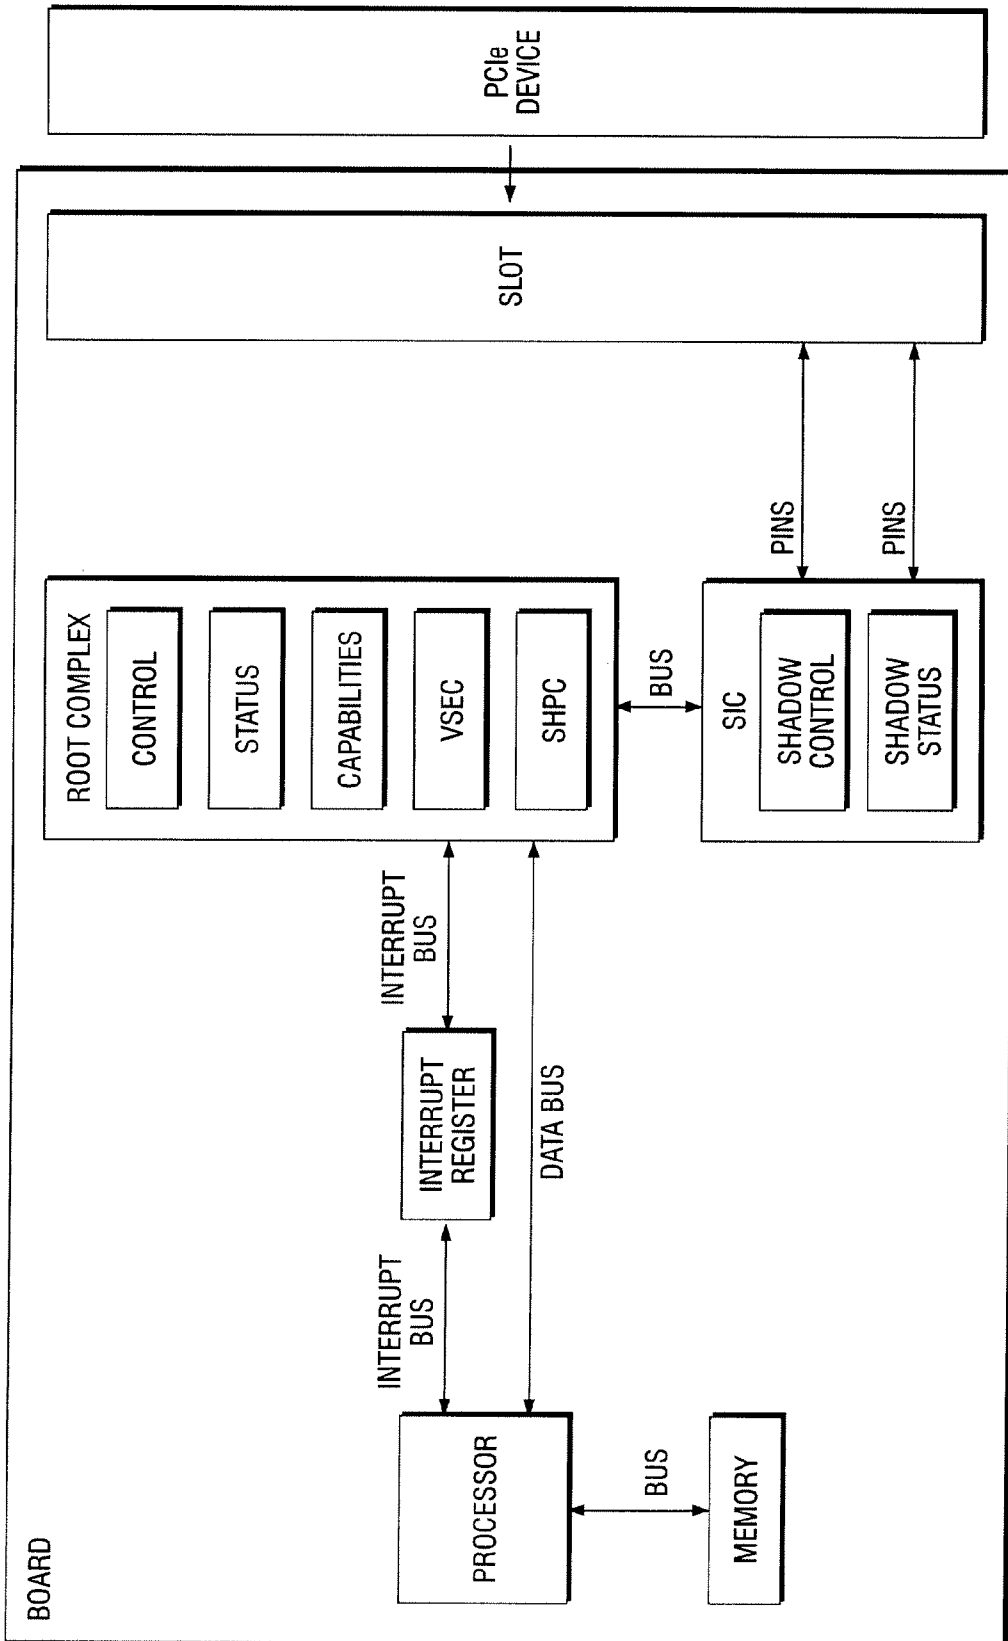 BOARD
PROCESSOR
BUS
MEMORY
INTERRUPT
BUS
INTERRUPT
REGISTER
INTERRUPT
BUS
DATA BUS
ROOT COMPLEX
CONTROL
STATUS
CAPABILITIES
VSEC
SHPC
BUS
SIC
SHADOW
CONTROL
SHADOW
STATUS
PINS
PINS
SLOT
PCIe
DEVICE